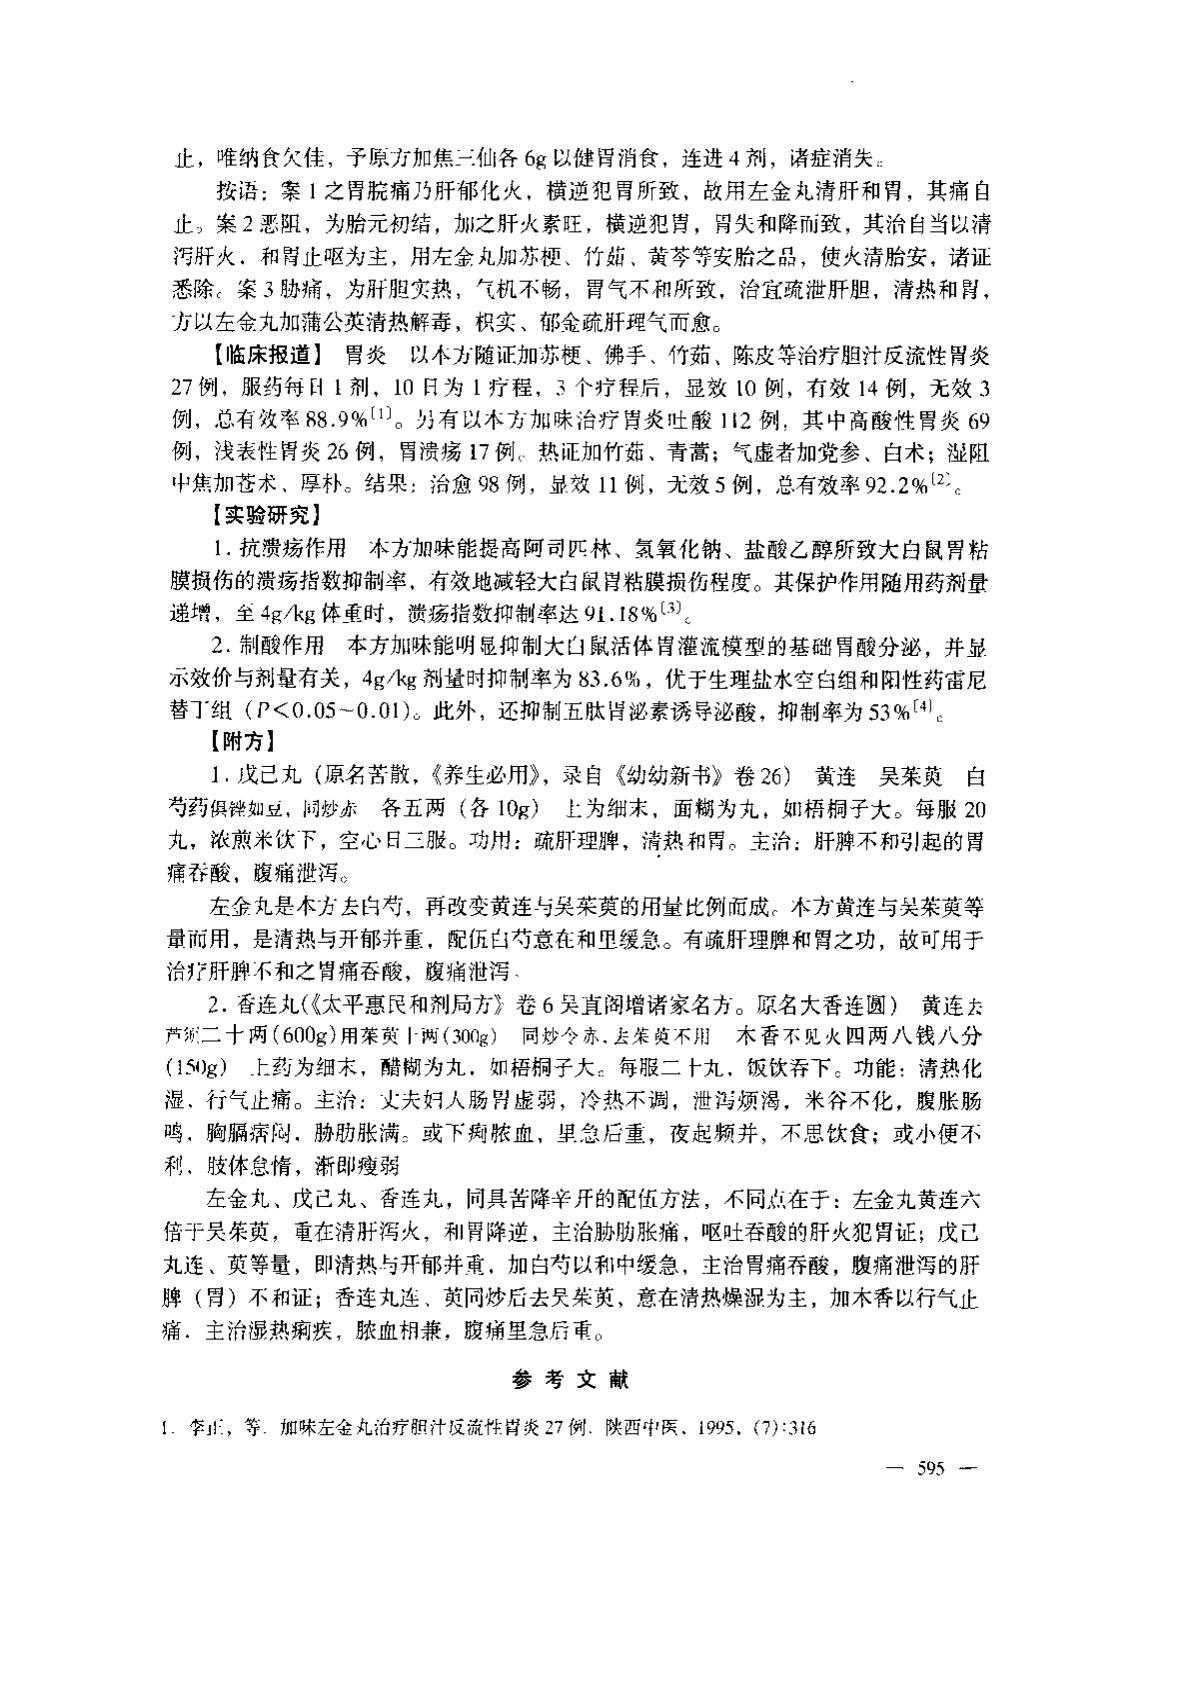 止，唯纳食欠佳，予原方加焦三仙各 6g 以健胃消食，连进 4 剂，诸症消失。
按语：案 1 之胃脘痛乃肝郁化火，横逆犯胃所致，故用左金丸清肝和胃，其痛自
止。案 2 恶阻，为胎元初结，加之肝火素旺，横逆犯胃，胃失和降而致，其治自当以清
泻肝火．和胃止呕为主，用左金丸加苏梗、竹茹、黄芩等安胎之品，使火清胎安，诸证
悉除。案 3 胁痛，为肝胆实热，气机不畅，胃气不和所致，治宜疏泄肝胆，清热和胃，
方以左金丸加蒲公英清热解毒，枳实、郁金疏肝理气而愈。
【临床报道】 胃炎 以本方随证加苏梗、佛手、竹茹、陈皮等治疗胆汁反流性胃炎
27 例，服药每日 1 剂，10 日为 1 疗程，3 个疗程后，显效 10 例，有效 14 例，无效 3
例，总有效率 88.9%〔1〕。另有以本方加味治疗胃炎吐酸 112 例，其中高酸性胃炎 69
例，浅表性胃炎 26 例，胃溃疡 17 例。热证加竹茹、青蒿；气虚者加党参、白术；湿阻
中焦加苍术、厚朴。结果：治愈 98 例，显效 11 例，无效 5 例，总有效率 92.2%〔2〕。
【实验研究】
1. 抗溃疡作用 本方加味能提高阿司匹林、氢氧化钠、盐酸乙醇所致大白鼠胃粘
膜损伤的溃疡指数抑制率，有效地减轻大白鼠胃粘膜损伤程度。其保护作用随用药剂量
递增，至 4g/kg 体重时，溃疡指数抑制率达 91.18%〔3〕。
2. 制酸作用 本方加味能明显抑制大白鼠活体胃灌流模型的基础胃酸分泌，并显
示效价与剂量有关，4g/kg 剂量时抑制率为 83.6%，优于生理盐水空白组和阳性药雷尼
替丁组（P＜0.05~0.01）。此外，还抑制五肽胃泌素诱导泌酸，抑制率为 53%〔4〕。
【附方】
1. 戊己丸（原名苦散，《养生必用》，录自《幼幼新书》卷 26） 黄连 吴茱萸 白
芍药俱锉如豆，同炒赤 各五两（各 10g） 上为细末，面糊为丸，如梧桐子大。每服 20
丸，浓煎米饮下，空心日三服。功用：疏肝理脾，清热和胃。主治：肝脾不和引起的胃
痛吞酸，腹痛泄泻。
左金丸是本方去白芍，再改变黄连与吴茱萸的用量比例而成。本方黄连与吴茱萸等
量而用，是清热与开郁并重，配伍白芍意在和里缓急。有疏肝理脾和胃之功，故可用于
治疗肝脾不和之胃痛吞酸，腹痛泄泻、
2. 香连丸(《太平惠民和剂局方》卷 6 吴直阁增诸家名方。原名大香连圆） 黄连去
芦须二十两(600g)用茱萸十两(300g) 同炒令赤，去茱萸不用 木香不见火四两八钱八分
(150g) 上药为细末，醋糊为丸．如梧桐子大。每服二十丸，饭饮吞下。功能：清热化
湿、行气止痛。主治：丈夫妇人肠胃虚弱，冷热不调，泄泻烦渴，米谷不化，腹胀肠
鸣．胸膈痞闷．胁肋胀满。或下痢脓血，里急后重，夜起频并，不思饮食；或小便不
利、肢体怠惰，渐即瘦弱
左金丸、戊己丸、香连丸，同具苦降辛开的配伍方法，不同点在于：左金丸黄连六
倍于吴茱萸，重在清肝泻火，和胃降逆，主治胁肋胀痛，呕吐吞酸的肝火犯胃证；戊己
丸连、萸等量，即清热与开郁并重．加白芍以和中缓急，主治胃痛吞酸，腹痛泄泻的肝
脾（胃）不和证；香连丸连、萸同炒后去吴茱萸，意在清热燥湿为主，加木香以行气止
痛．主治湿热痢疾，脓血相兼，腹痛里急后重。
参 考 文 献
1. 李正，等. 加味左金丸治疗胆汁反流性胃炎 27 例. 陕西中医．1995．(7):316
— 595 —